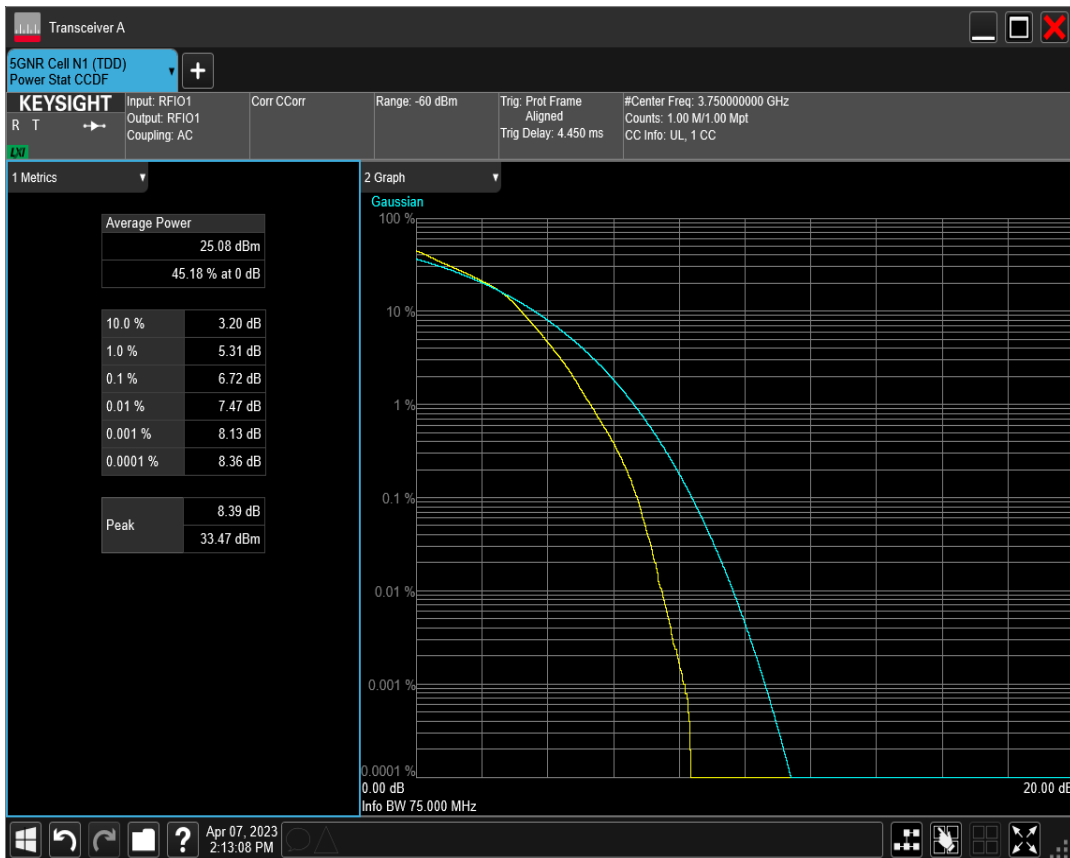 Transceiver A
5GNR Cell N1 (TDD)
Power Stat CCDF
KEYSIGHT
R T
LXI
Input: RFIO1
Output: RFIO1
Coupling: AC
Corr CCorr
Range: -60 dBm
Trig: Prot Frame
Aligned
Trig Delay: 4.450 ms
#Center Freq: 3.750000000 GHz
Counts: 1.00 M/1.00 Mpt
CC Info: UL, 1 CC
1 Metrics
Average Power
25.08 dBm
45.18 % at 0 dB
10.0 % 3.20 dB
1.0 % 5.31 dB
0.1 % 6.72 dB
0.01 % 7.47 dB
0.001 % 8.13 dB
0.0001 % 8.36 dB
Peak 8.39 dB
33.47 dBm
2 Graph
Gaussian
100 %
10 %
1 %
0.1 %
0.01 %
0.001 %
0.0001 %
0.00 dB 20.00 dB
Info BW 75.000 MHz
?
Apr 07, 2023
2:13:08 PM